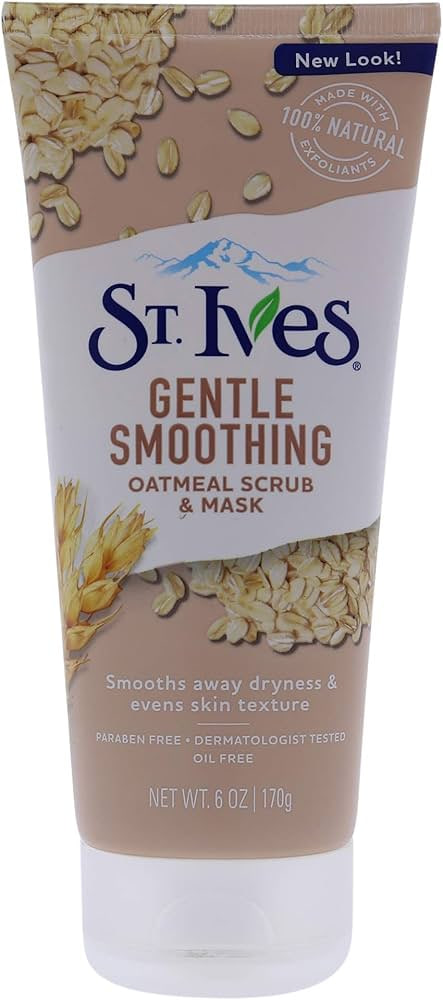 New Look!
MADE WITH
100% NATURAL
EXFOLIANTS
ST. IVES®
GENTLE
SMOOTHING
OATMEAL SCRUB
& MASK
Smooths away dryness &
evens skin texture
PARABEN FREE • DERMATOLOGIST TESTED
OIL FREE
NET WT. 6 OZ | 170g